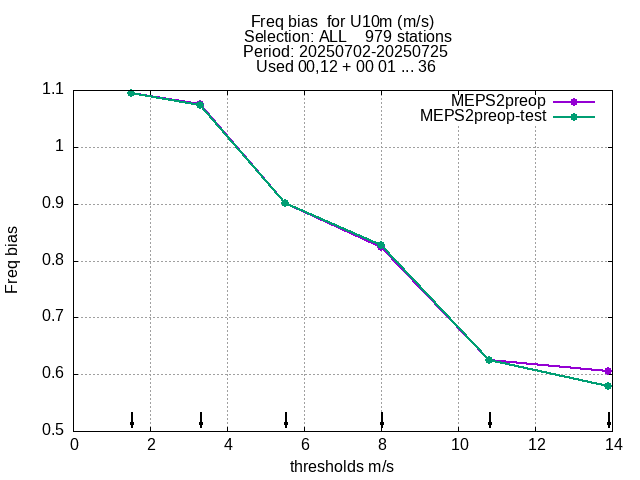 Freq bias  for U10m (m/s)
Selection: ALL    979 stations
Period: 20250702-20250725
Used 00,12 + 00 01 ... 36
MEPS2preop
MEPS2preop-test
1.1
1
0.9
0.8
0.7
0.6
0.5
Freq bias
0 2 4 6 8 10 12 14
thresholds m/s